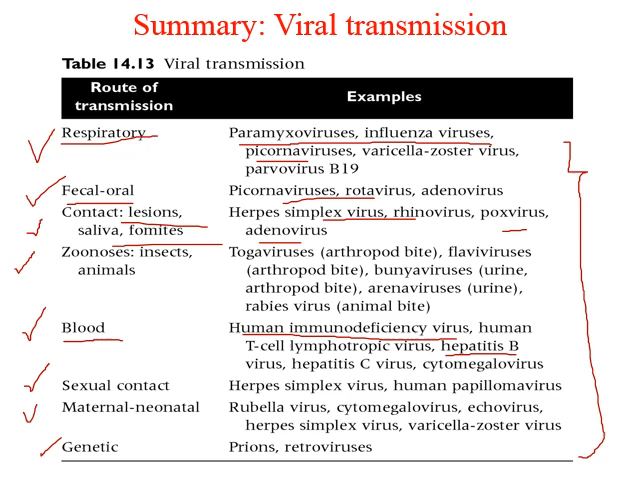 Summary: Viral transmission
Table 14.13 Viral transmission
Route of
transmission
Examples
Respiratory
Paramyxoviruses, influenza viruses,
picornaviruses, varicella-zoster virus,
parvovirus B19
Fecal-oral
Picornaviruses, rotavirus, adenovirus
Contact: lesions,
saliva, fomites
Herpes simplex virus, rhinovirus, poxvirus,
adenovirus
Zoonoses: insects,
animals
Togaviruses (arthropod bite), flaviviruses
(arthropod bite), bunyaviruses (urine,
arthropod bite), arenaviruses (urine),
rabies virus (animal bite)
Blood
Human immunodeficiency virus, human
T-cell lymphotropic virus, hepatitis B
virus, hepatitis C virus, cytomegalovirus
Sexual contact
Herpes simplex virus, human papillomavirus
Maternal-neonatal
Rubella virus, cytomegalovirus, echovirus,
herpes simplex virus, varicella-zoster virus
Genetic
Prions, retroviruses